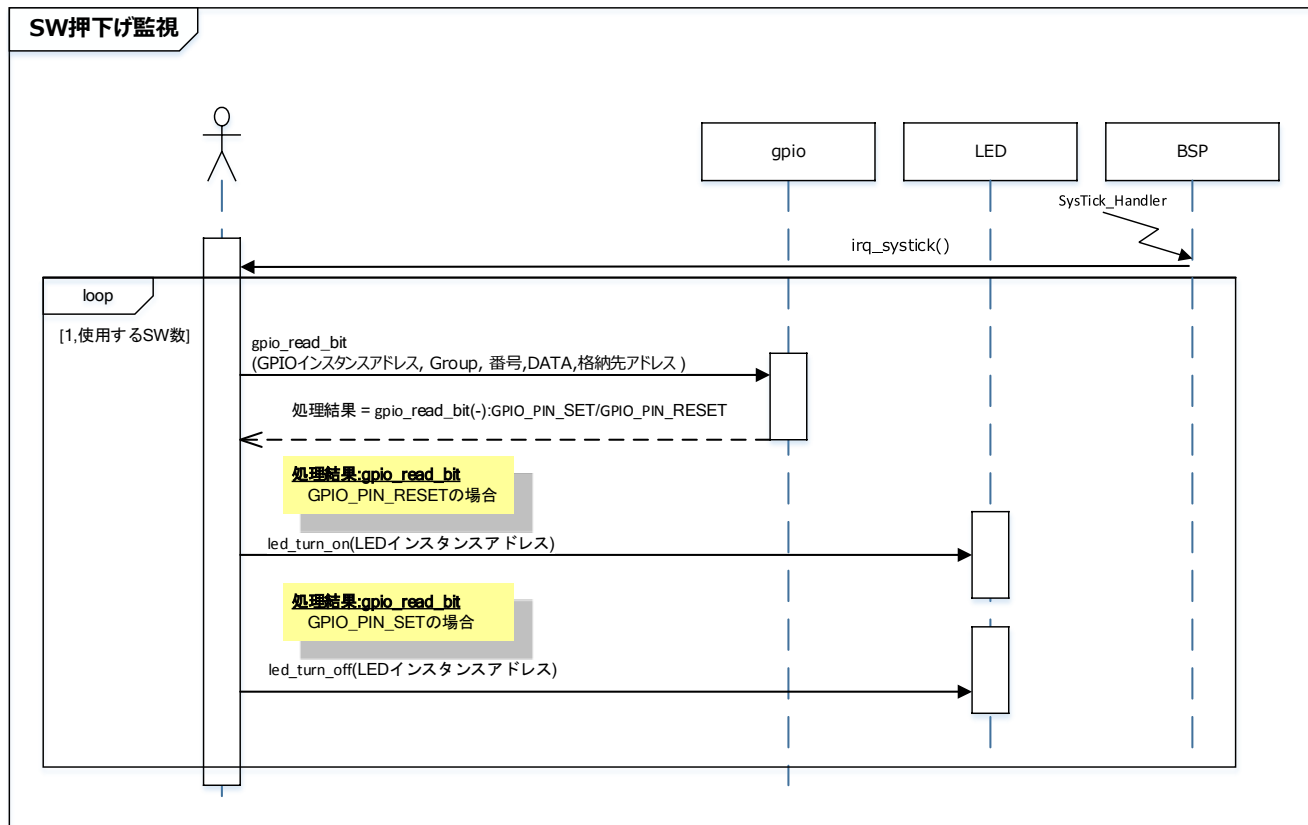 SW押下げ監視
gpio
LED
BSP
SysTick_Handler
irq_systick()
loop
[1,使用するSW数]
gpio_read_bit
(GPIOインスタンスアドレス, Group, 番号,DATA,格納先アドレス )
処理結果 = gpio_read_bit(-):GPIO_PIN_SET/GPIO_PIN_RESET
処理結果:gpio_read_bit
GPIO_PIN_RESETの場合
led_turn_on(LEDインスタンスアドレス)
処理結果:gpio_read_bit
GPIO_PIN_SETの場合
led_turn_off(LEDインスタンスアドレス)